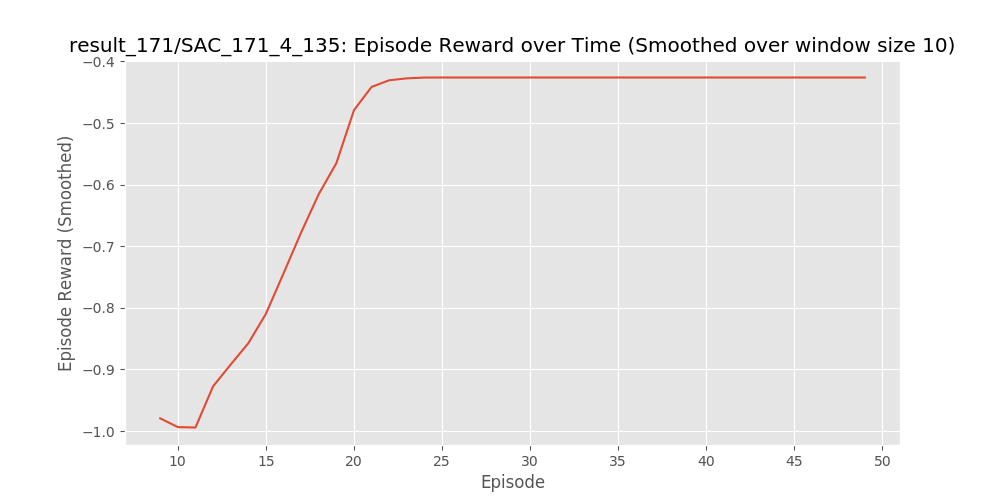 result_171/SAC_171_4_135: Episode Reward over Time (Smoothed over window size 10)
Episode Reward (Smoothed)
−0.4
−0.5
−0.6
−0.7
−0.8
−0.9
−1.0
10 15 20 25 30 35 40 45 50
Episode